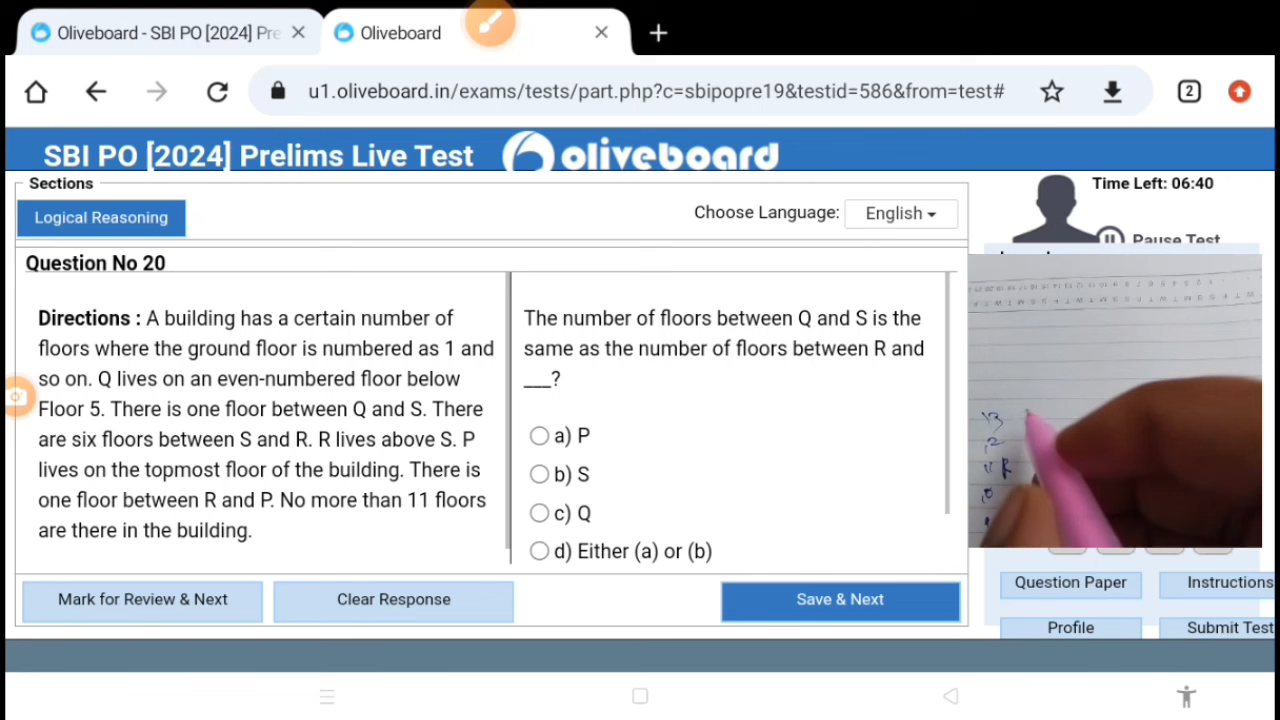 Oliveboard - SBI PO [2024] Pre
Oliveboard
u1.oliveboard.in/exams/tests/part.php?c=sbipopre19&testid=586&from=test#
2
SBI PO [2024] Prelims Live Test
oliveboard
Sections
Logical Reasoning
Choose Language:
English
Time Left: 06:40
Pause Test
Question No 20
Directions : A building has a certain number of
floors where the ground floor is numbered as 1 and
so on. Q lives on an even-numbered floor below
Floor 5. There is one floor between Q and S. There
are six floors between S and R. R lives above S. P
lives on the topmost floor of the building. There is
one floor between R and P. No more than 11 floors
are there in the building.
The number of floors between Q and S is the
same as the number of floors between R and
___?
a) P
b) S
c) Q
d) Either (a) or (b)
13
12
11 R
10
Mark for Review & Next
Clear Response
Save & Next
Question Paper
Instructions
Profile
Submit Test